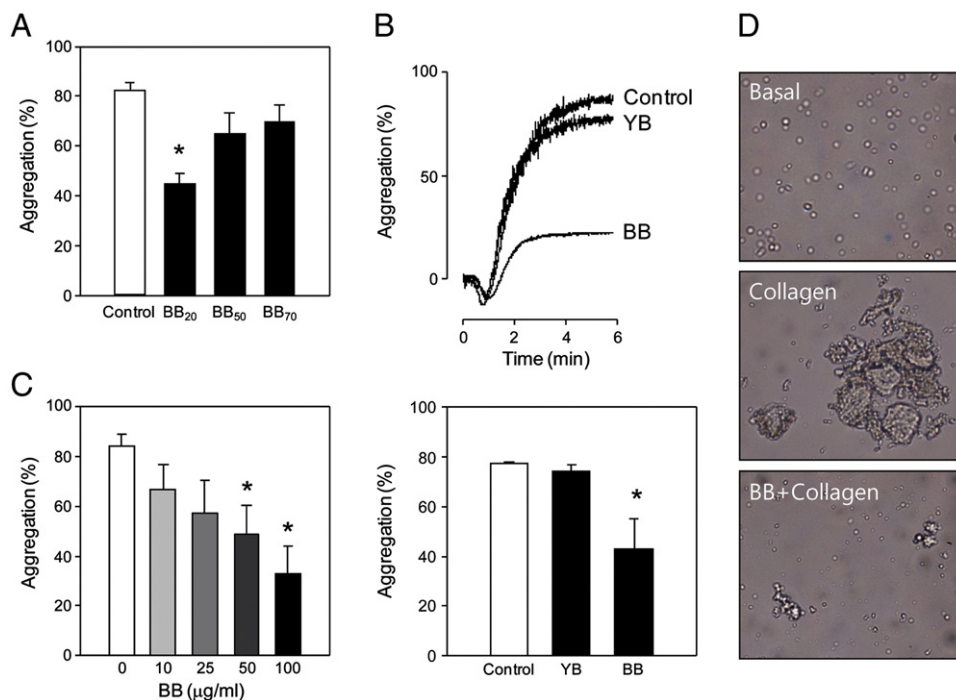 A
100
80
60
40
20
0
Aggregation (%)
*
Control BB20 BB50 BB70
B
100
50
0
Aggregation (%)
Control
YB
BB
0 2 4 6
Time (min)
C
100
80
60
40
20
0
Aggregation (%)
*
*
0 10 25 50 100
BB (μg/ml)
100
80
60
40
20
0
Aggregation (%)
*
Control YB BB
D
Basal
Collagen
BB+Collagen